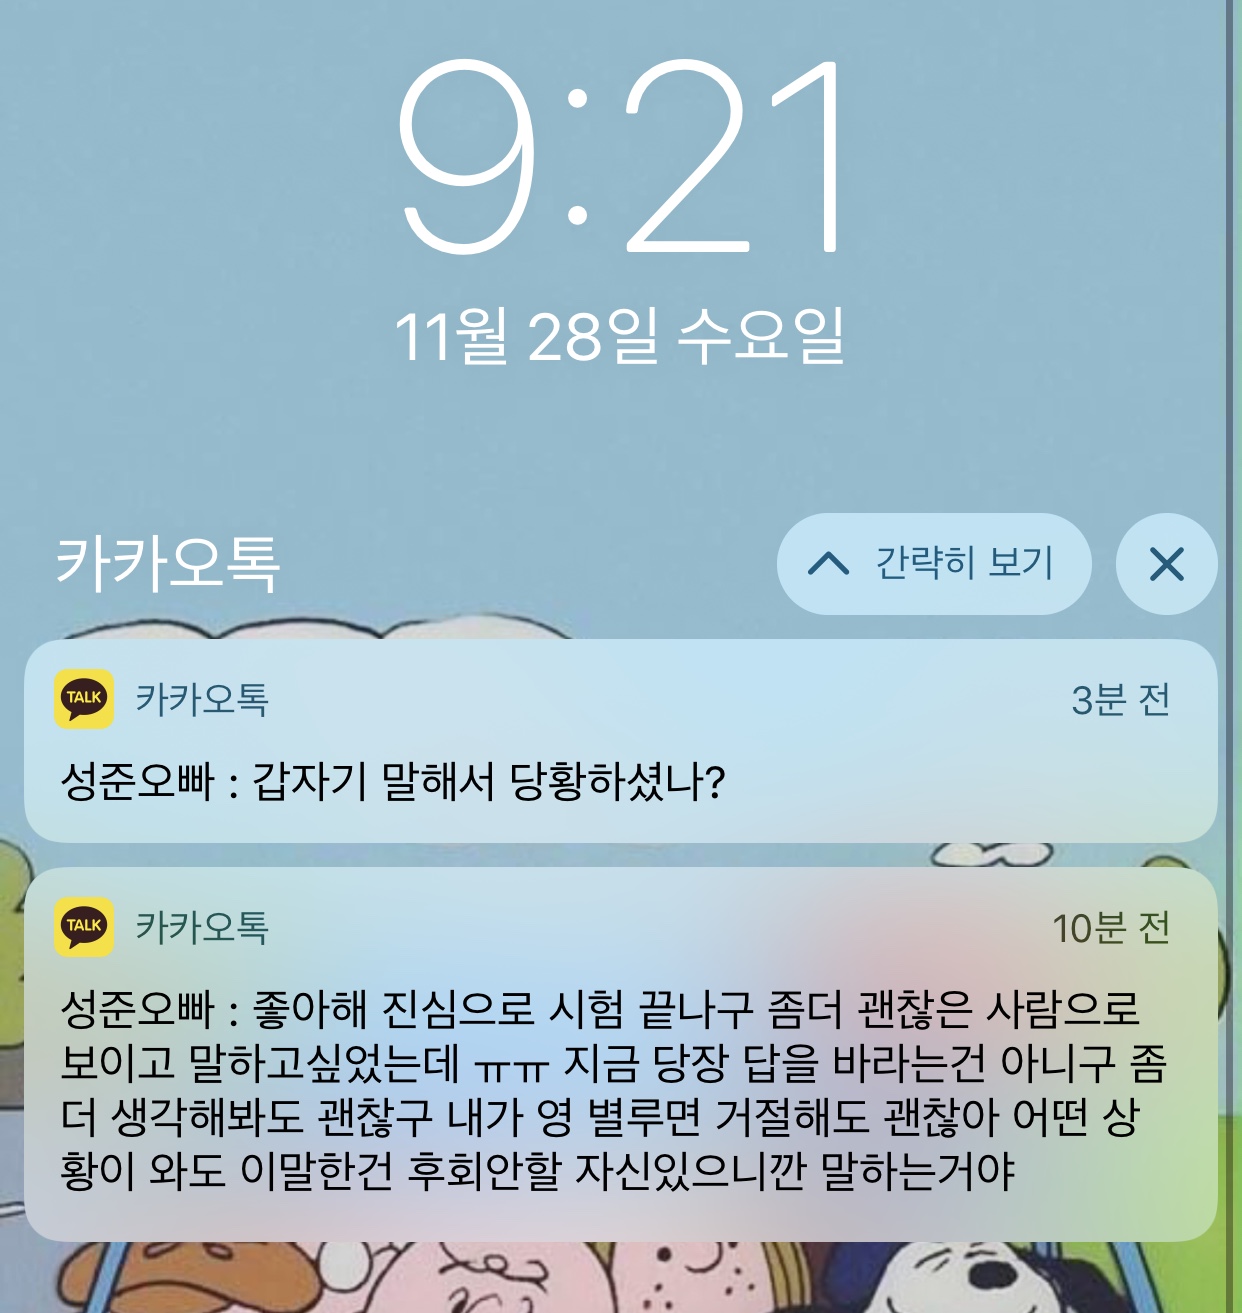 9:21
11월 28일 수요일
카카오톡
간략히 보기
TALK 카카오톡 3분 전
성준오빠 : 갑자기 말해서 당황하셨나?
TALK 카카오톡 10분 전
성준오빠 : 좋아해 진심으로 시험 끝나구 좀더 괜찮은 사람으로
보이고 말하고싶었는데 ㅠㅠ 지금 당장 답을 바라는건 아니구 좀
더 생각해봐도 괜찮구 내가 영 별루면 거절해도 괜찮아 어떤 상
황이 와도 이말한건 후회안할 자신있으니깐 말하는거야